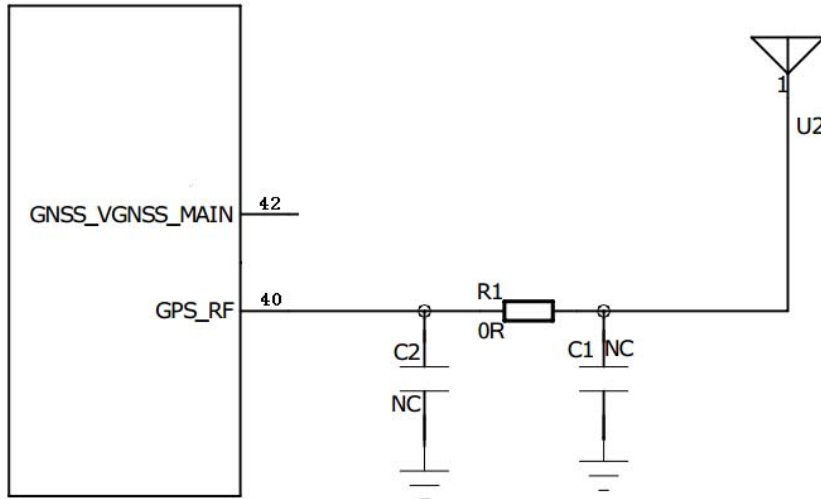 1
U2
GNSS_VGNSS_MAIN 42
GPS_RF 40
R1
0R
C2
NC
C1 NC